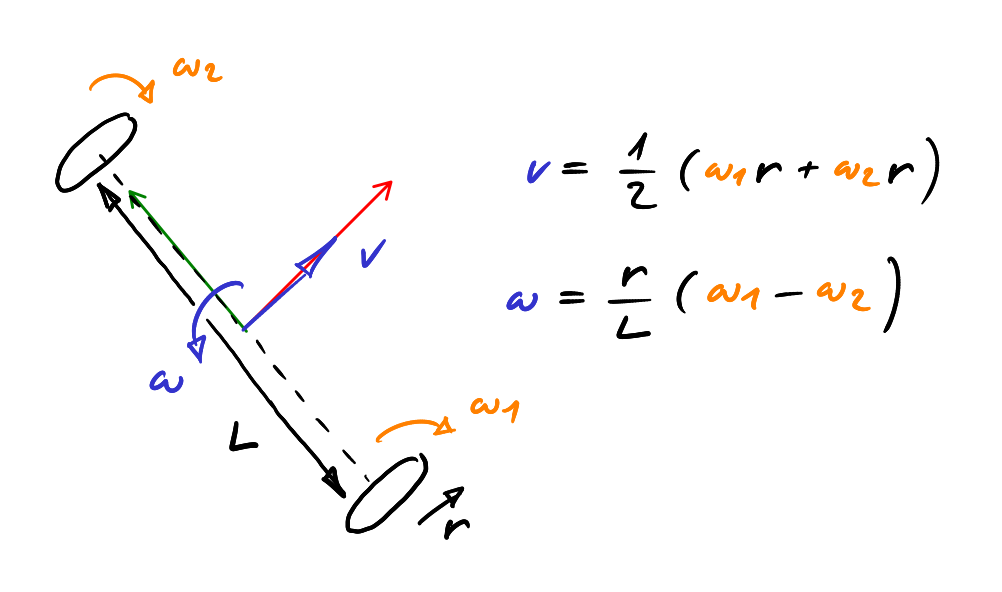 ω2
v = 1/2 (ω1r + ω2r)
v
ω = r/L (ω1 - ω2)
ω
L
ω1
r